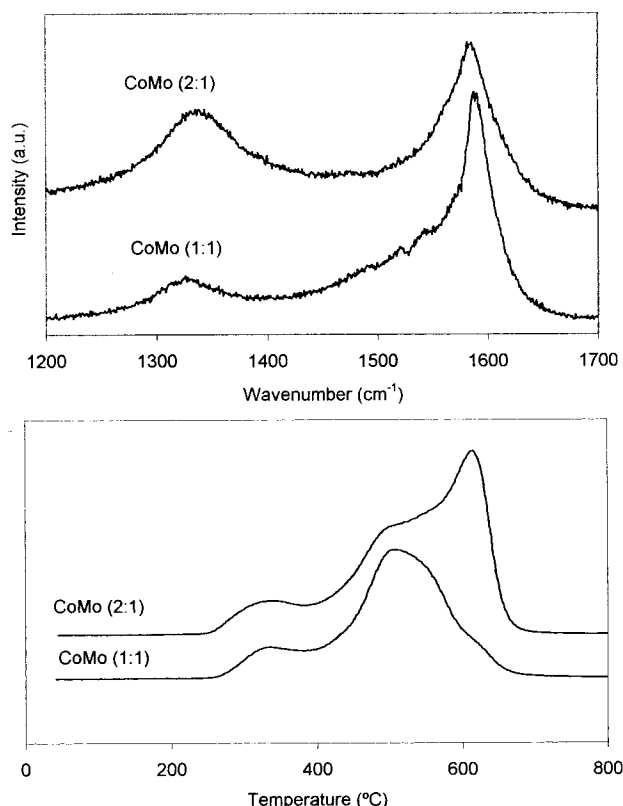 Intensity (a.u.)
CoMo (2:1)
CoMo (1:1)
1200 1300 1400 1500 1600 1700
Wavenumber (cm⁻¹)
CoMo (2:1)
CoMo (1:1)
0 200 400 600 800
Temperature (ºC)